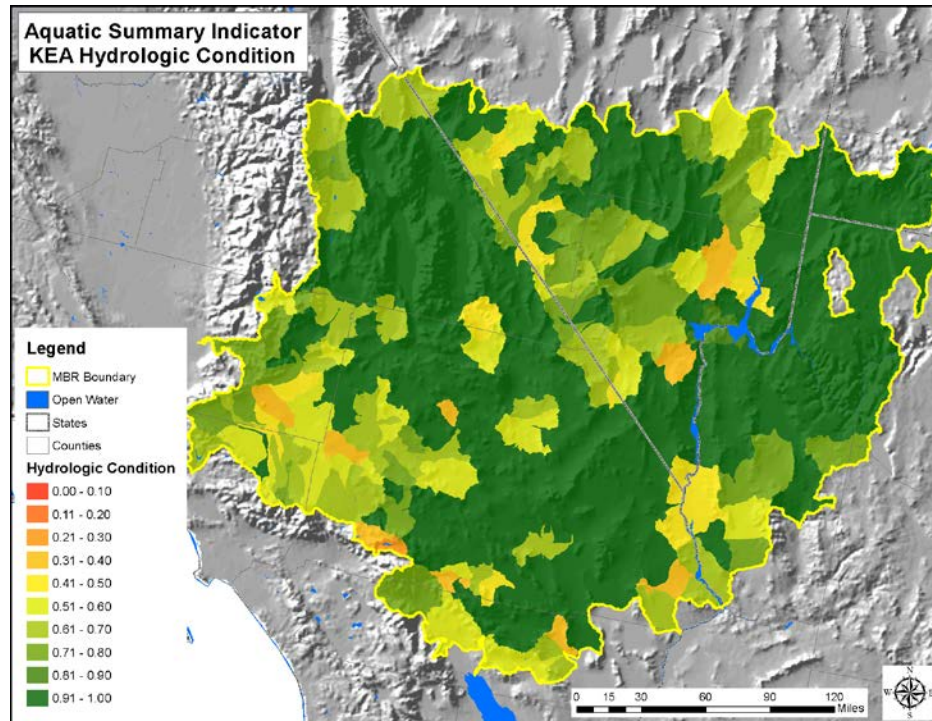 Aquatic Summary Indicator
KEA Hydrologic Condition
Legend
MBR Boundary
Open Water
States
Counties
Hydrologic Condition
0.00 - 0.10
0.11 - 0.20
0.21 - 0.30
0.31 - 0.40
0.41 - 0.50
0.51 - 0.60
0.61 - 0.70
0.71 - 0.80
0.81 - 0.90
0.91 - 1.00
0 15 30 60 90 120
Miles
N
W E
S